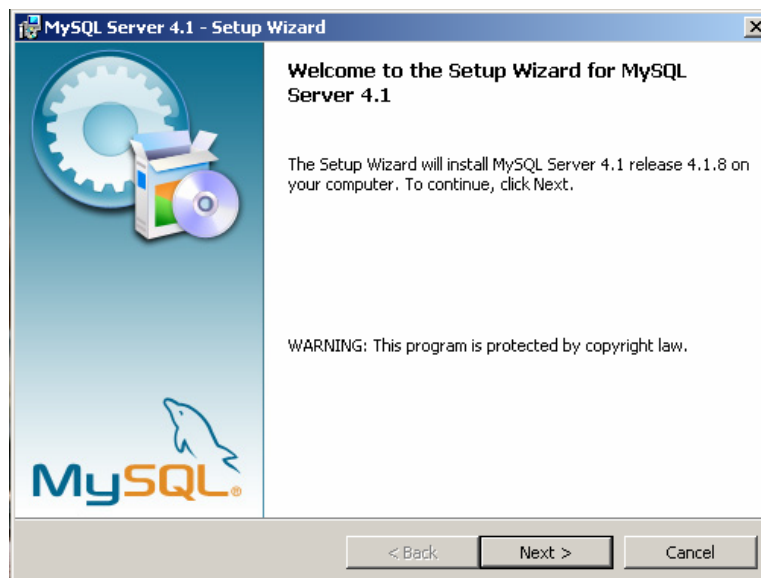 MySQL Server 4.1 - Setup Wizard
Welcome to the Setup Wizard for MySQL
Server 4.1
The Setup Wizard will install MySQL Server 4.1 release 4.1.8 on
your computer. To continue, click Next.
WARNING: This program is protected by copyright law.
MySQL®
< Back
Next >
Cancel